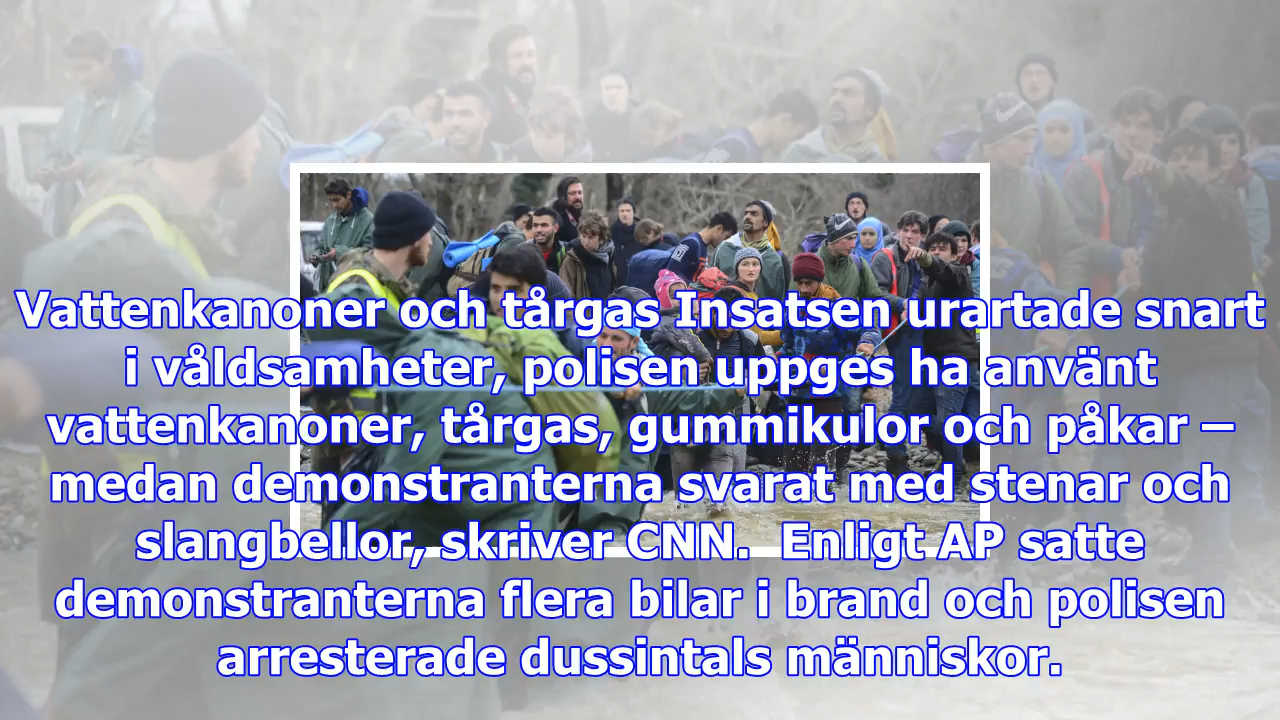 Vattenkanoner och tårgas Insatsen urartade snart
i våldsamheter, polisen uppges ha använt
vattenkanoner, tårgas, gummikulor och påkar –
medan demonstranterna svarat med stenar och
slangbellor, skriver CNN.  Enligt AP satte
demonstranterna flera bilar i brand och polisen
arresterade dussintals människor.